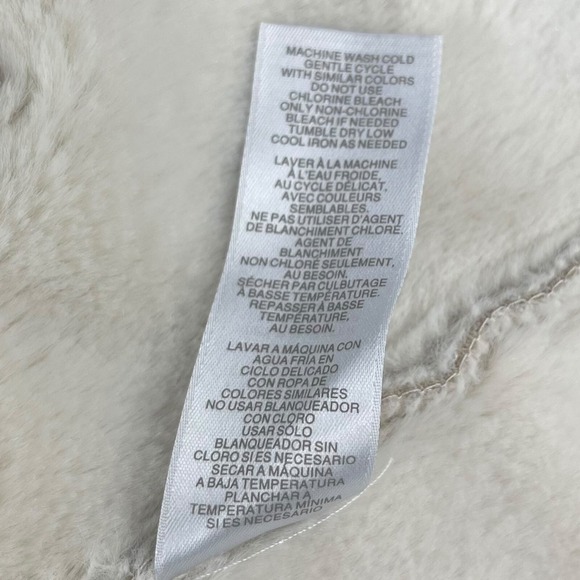 MACHINE WASH COLD
GENTLE CYCLE
WITH SIMILAR COLORS
DO NOT USE
CHLORINE BLEACH
ONLY NON-CHLORINE
BLEACH IF NEEDED
TUMBLE DRY LOW
COOL IRON AS NEEDED
LAVER À LA MACHINE
À L'EAU FROIDE,
AU CYCLE DÉLICAT,
AVEC COULEURS
SEMBLABLES.
NE PAS UTILISER D'AGENT
DE BLANCHIMENT CHLORÉ.
AGENT DE
BLANCHIMENT
NON CHLORÉ SEULEMENT,
AU BESOIN.
SÉCHER PAR CULBUTAGE
À BASSE TEMPÉRATURE.
REPASSER À BASSE
TEMPÉRATURE,
AU BESOIN.
LAVAR A MÁQUINA CON
AGUA FRÍA EN
CICLO DELICADO
CON ROPA DE
COLORES SIMILARES
NO USAR BLANQUEADOR
CON CLORO
USAR SÓLO
BLANQUEADOR SIN
CLORO SI ES NECESARIO
SECAR A MÁQUINA
A BAJA TEMPERATURA
PLANCHAR A
TEMPERATURA MÍNIMA
SI ES NECESARIO